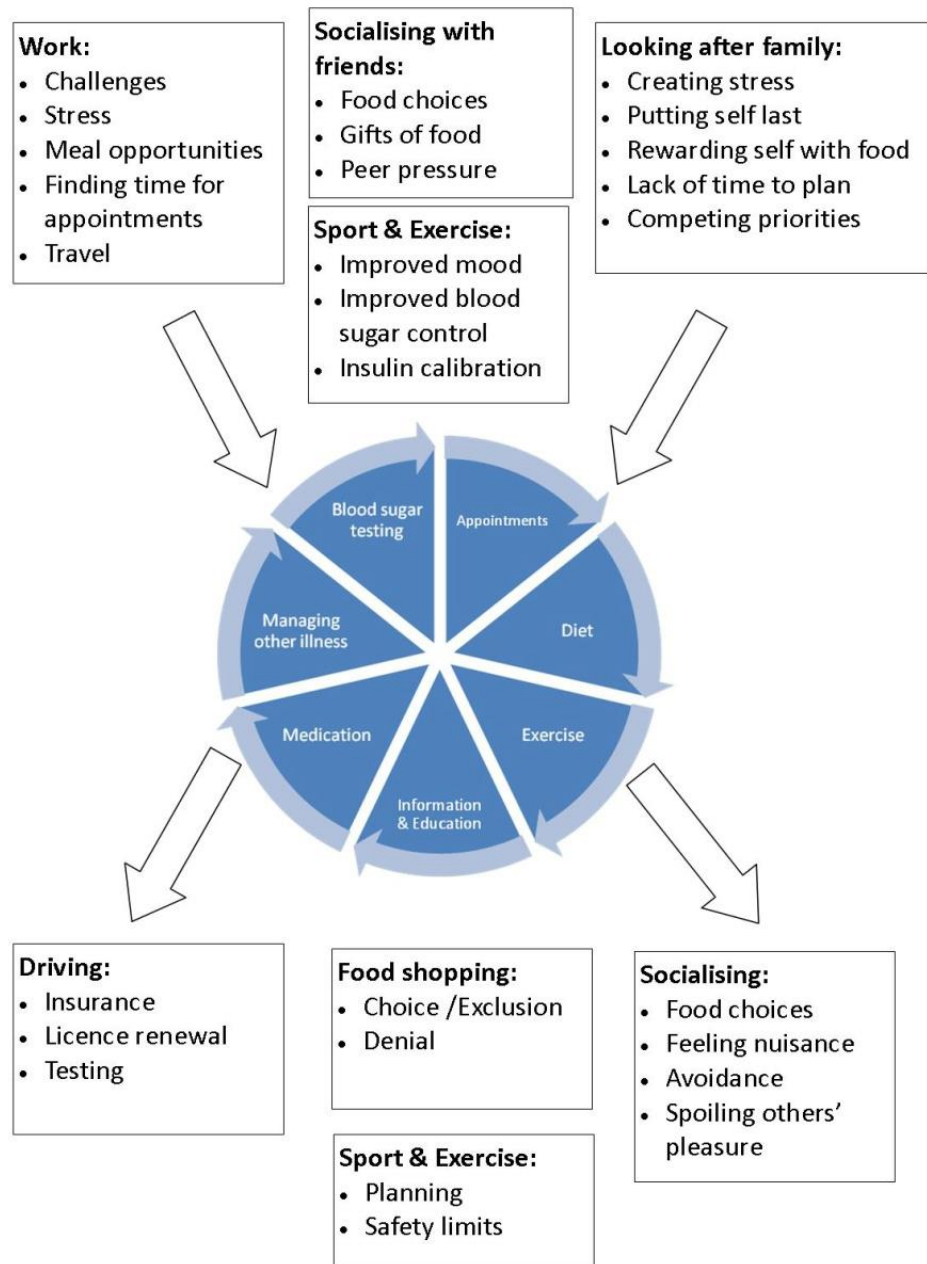 Work:
• Challenges
• Stress
• Meal opportunities
• Finding time for
appointments
• Travel
Socialising with
friends:
• Food choices
• Gifts of food
• Peer pressure
Looking after family:
• Creating stress
• Putting self last
• Rewarding self with food
• Lack of time to plan
• Competing priorities
Sport & Exercise:
• Improved mood
• Improved blood
sugar control
• Insulin calibration
Blood sugar
testing
Appointments
Diet
Exercise
Information
& Education
Medication
Managing
other illness
Driving:
• Insurance
• Licence renewal
• Testing
Food shopping:
• Choice /Exclusion
• Denial
Socialising:
• Food choices
• Feeling nuisance
• Avoidance
• Spoiling others’
pleasure
Sport & Exercise:
• Planning
• Safety limits